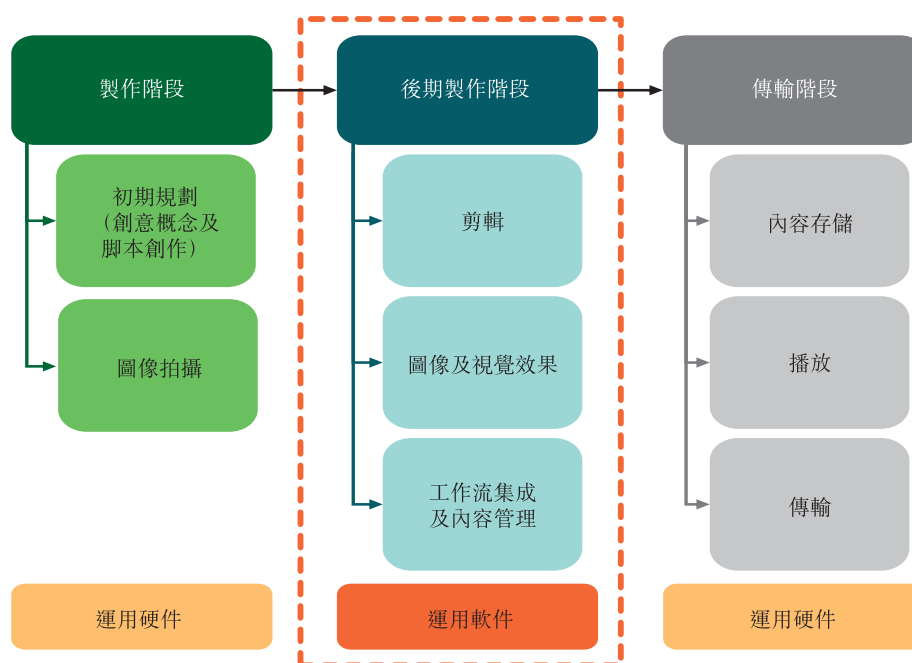 製作階段
初期規劃
（創意概念及
脚本創作）
圖像拍攝
運用硬件
後期製作階段
剪輯
圖像及視覺效果
工作流集成
及內容管理
運用軟件
傳輸階段
內容存儲
播放
傳輸
運用硬件